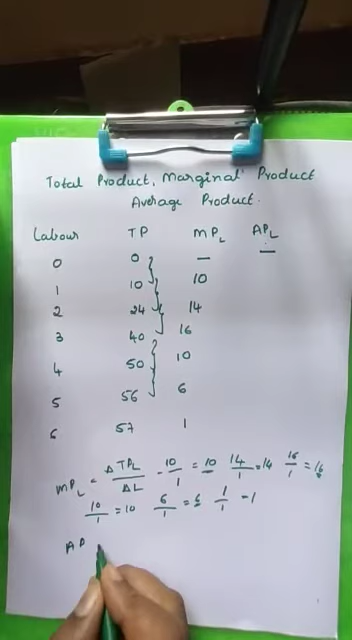 Total Product, Marginal Product
Average Product.
Labour TP MPL APL
0 0 — —
1 10 10
2 24 14
3 40 16
4 50 10
5 56 6
6 57 1
MPL = ΔTPL/ΔL - 10/1 = 10 14/1 = 14 16/1 = 16
10/1 = 10 6/1 = 6 1/1 - 1
AP